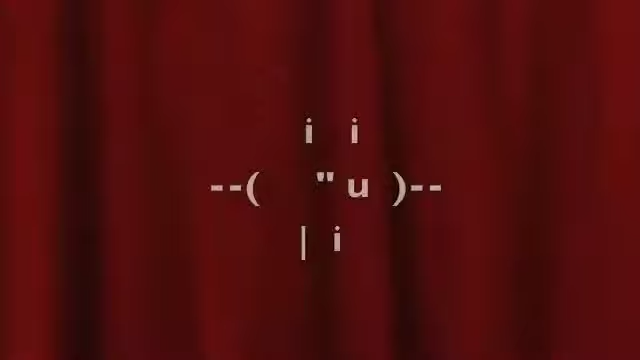 i i
--( "u )--
| i